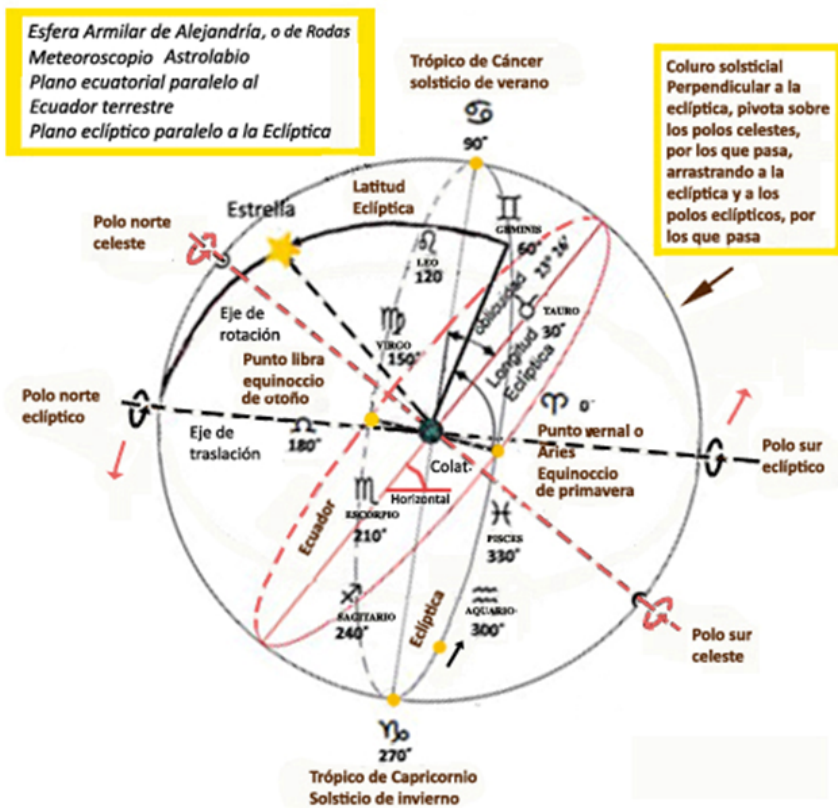 Esfera Armilar de Alejandría, o de Rodas
Meteoroscopio Astrolabio
Plano ecuatorial paralelo al
Ecuador terrestre
Plano eclíptico paralelo a la Eclíptica
Trópico de Cáncer
solsticio de verano
♋
90°
Coluro solsticial
Perpendicular a la
eclíptica, pivota sobre
los polos celestes,
por los que pasa,
arrastrando a la
eclíptica y a los
polos eclípticos, por
los que pasa
Latitud
Eclíptica
Estrella
Polo norte
celeste
♊
GEMINIS
60°
♌
LEO
120
oblicuidad
23° 26'
♉
TAURO
30°
Longitud
Eclíptica
Eje de
rotación
♍
VIRGO
150°
Punto libra
equinoccio
de otoño
Polo norte
eclíptico
♈ 0°
Eje de
traslación
♎
180°
Punto vernal o
Aries
Equinoccio
de primavera
Polo sur
eclíptico
Colat.
Horizontal
♏
ESCORPIO
210°
Ecuador
♓
PISCES
330°
♐
SAGITARIO
240°
Eclíptica
♒
AQUARIO
300°
Polo sur
celeste
♑
270°
Trópico de Capricornio
Solsticio de invierno